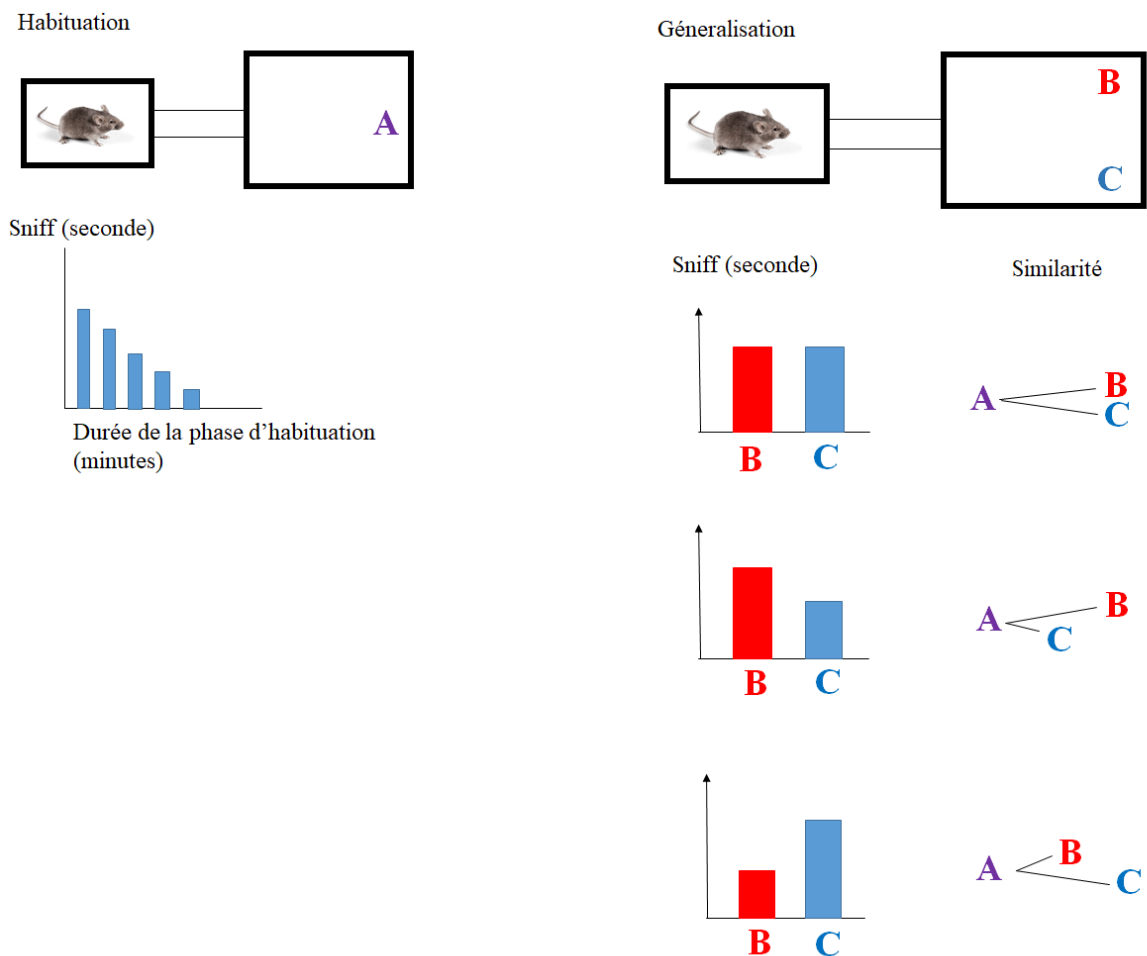 Habituation
A
Sniff (seconde)
Durée de la phase d’habituation
(minutes)
Géneralisation
B
C
Sniff (seconde)
Similarité
B
C
A
B
C
B
C
A
B
C
B
C
A
B
C